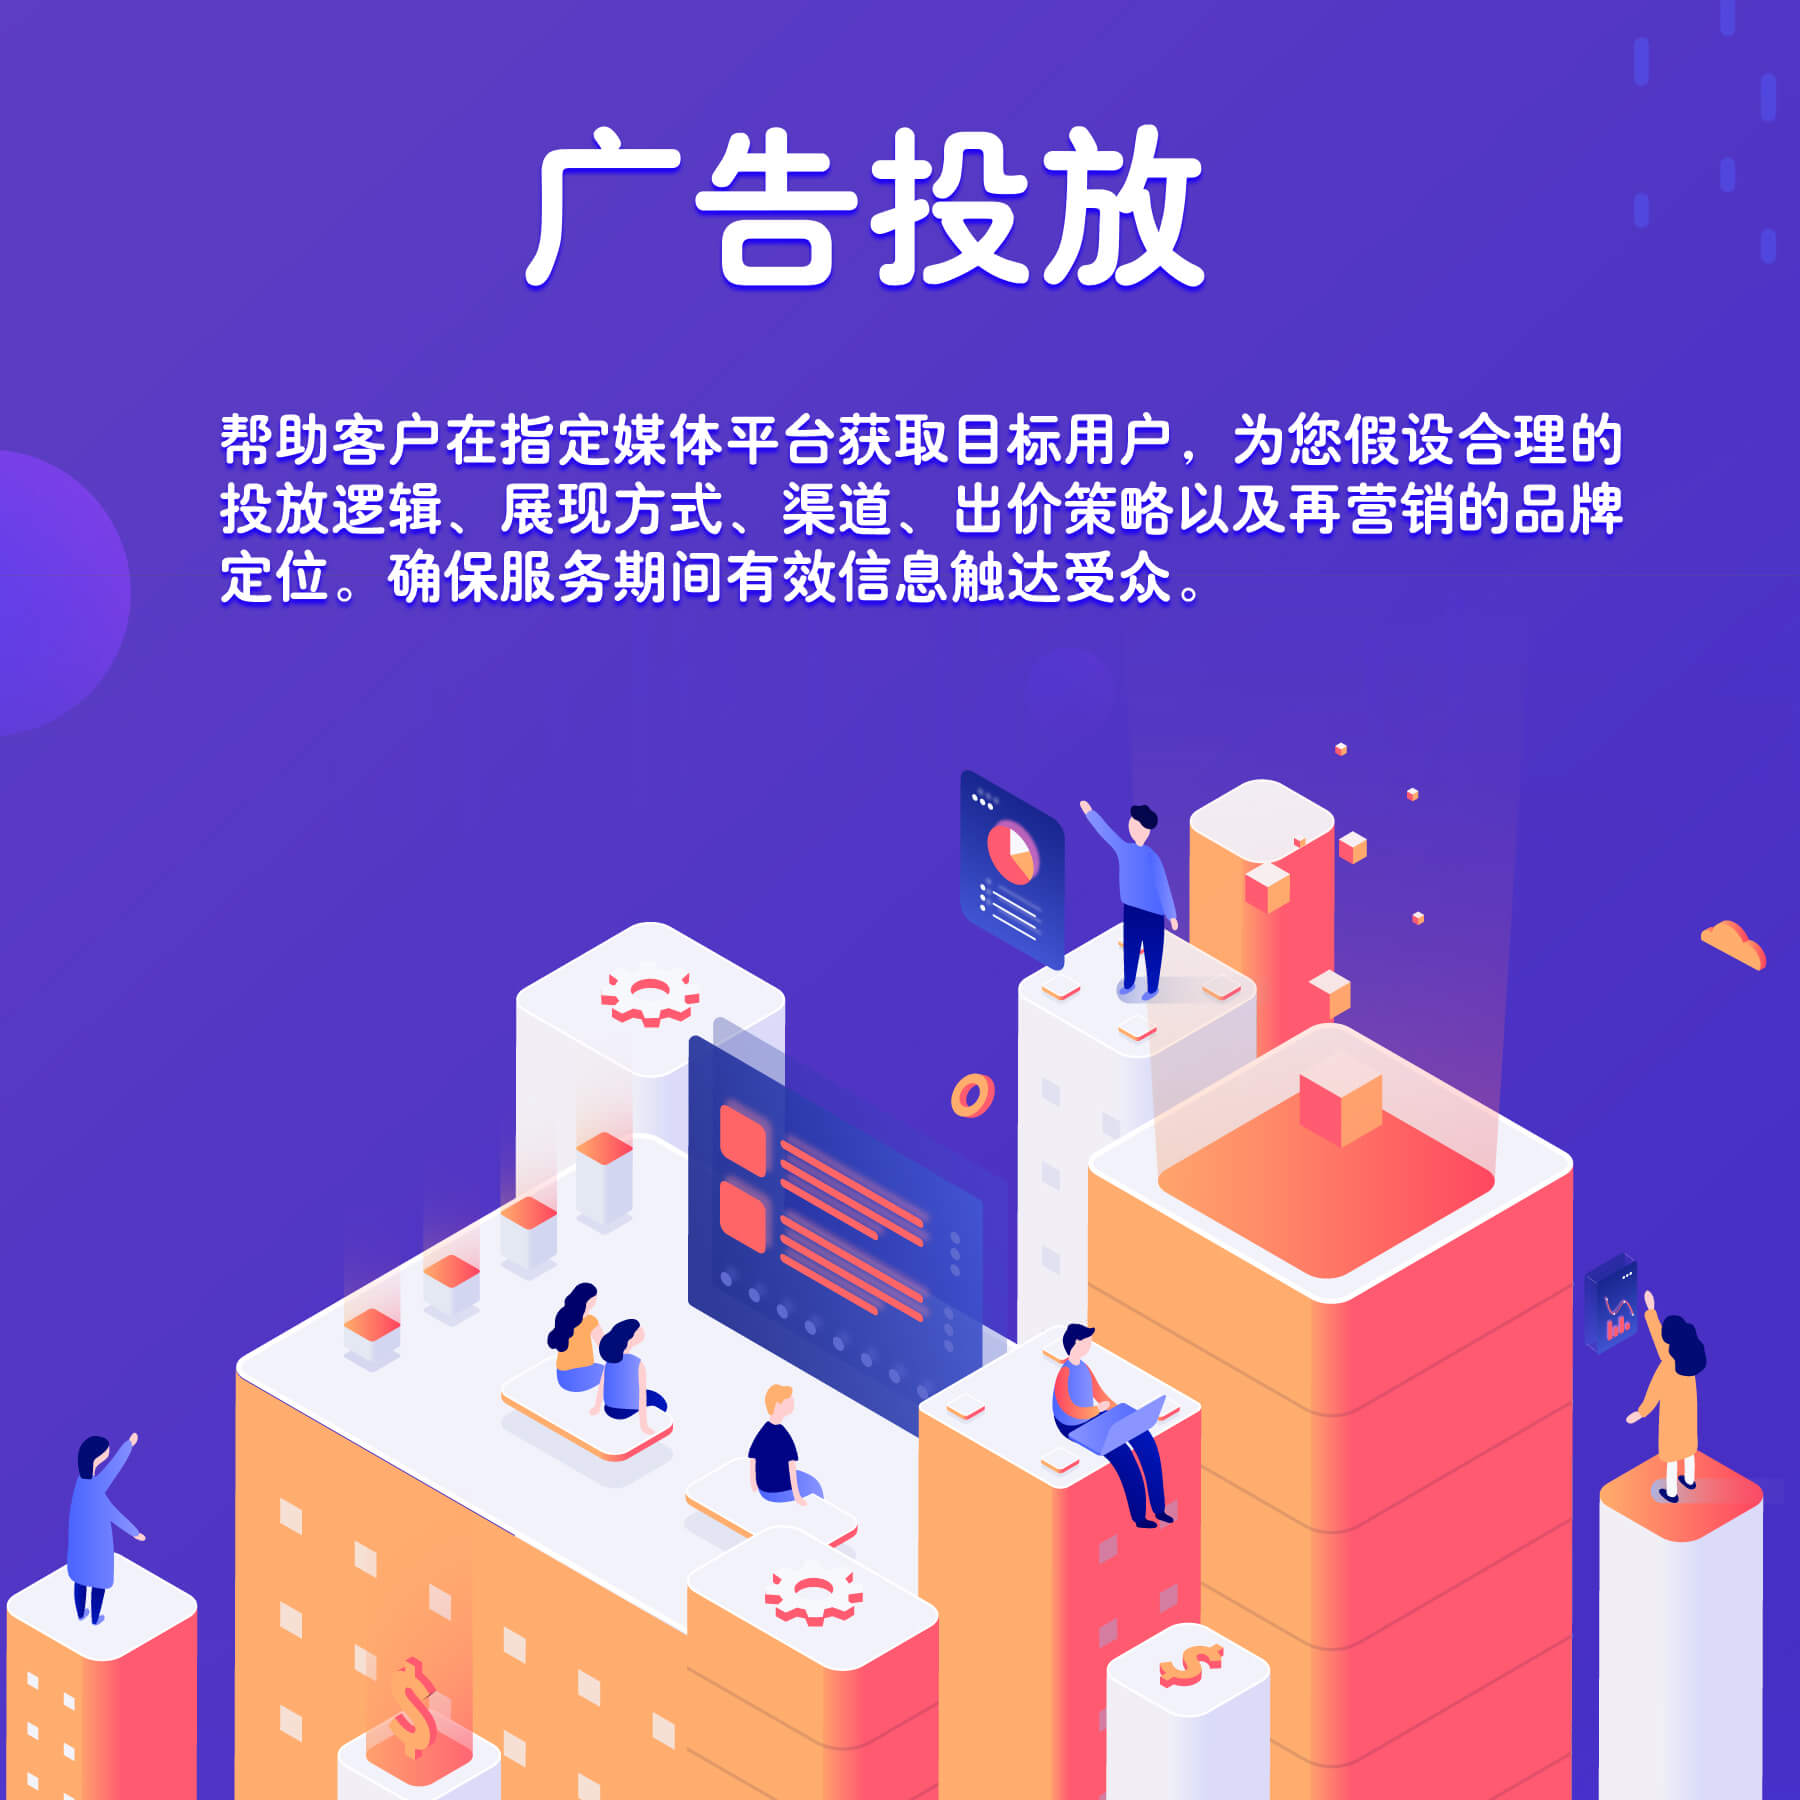 广告投放
帮助客户在指定媒体平台获取目标用户，为您假设合理的
投放逻辑、展现方式、渠道、出价策略以及再营销的品牌
定位。确保服务期间有效信息触达受众。